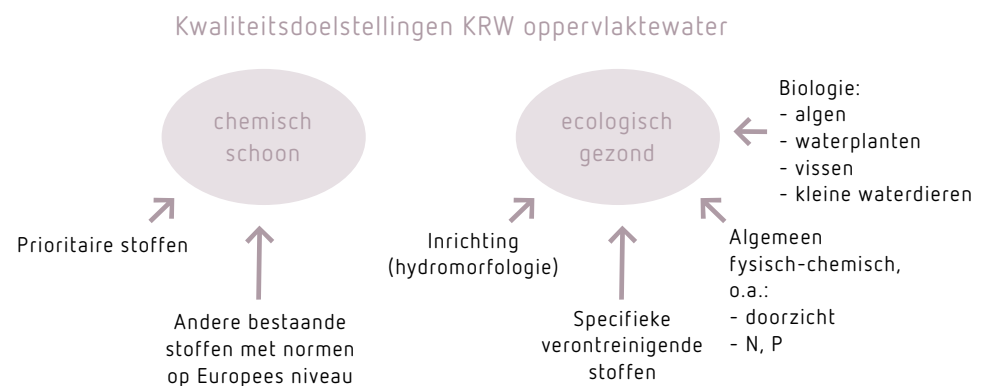 Kwaliteitsdoelstellingen KRW oppervlaktewater
chemisch
schoon
ecologisch
gezond
Biologie:
- algen
- waterplanten
- vissen
- kleine waterdieren
Prioritaire stoffen
Andere bestaande
stoffen met normen
op Europees niveau
Inrichting
(hydromorfologie)
Specifieke
verontreinigende
stoffen
Algemeen
fysisch-chemisch,
o.a.:
- doorzicht
- N, P